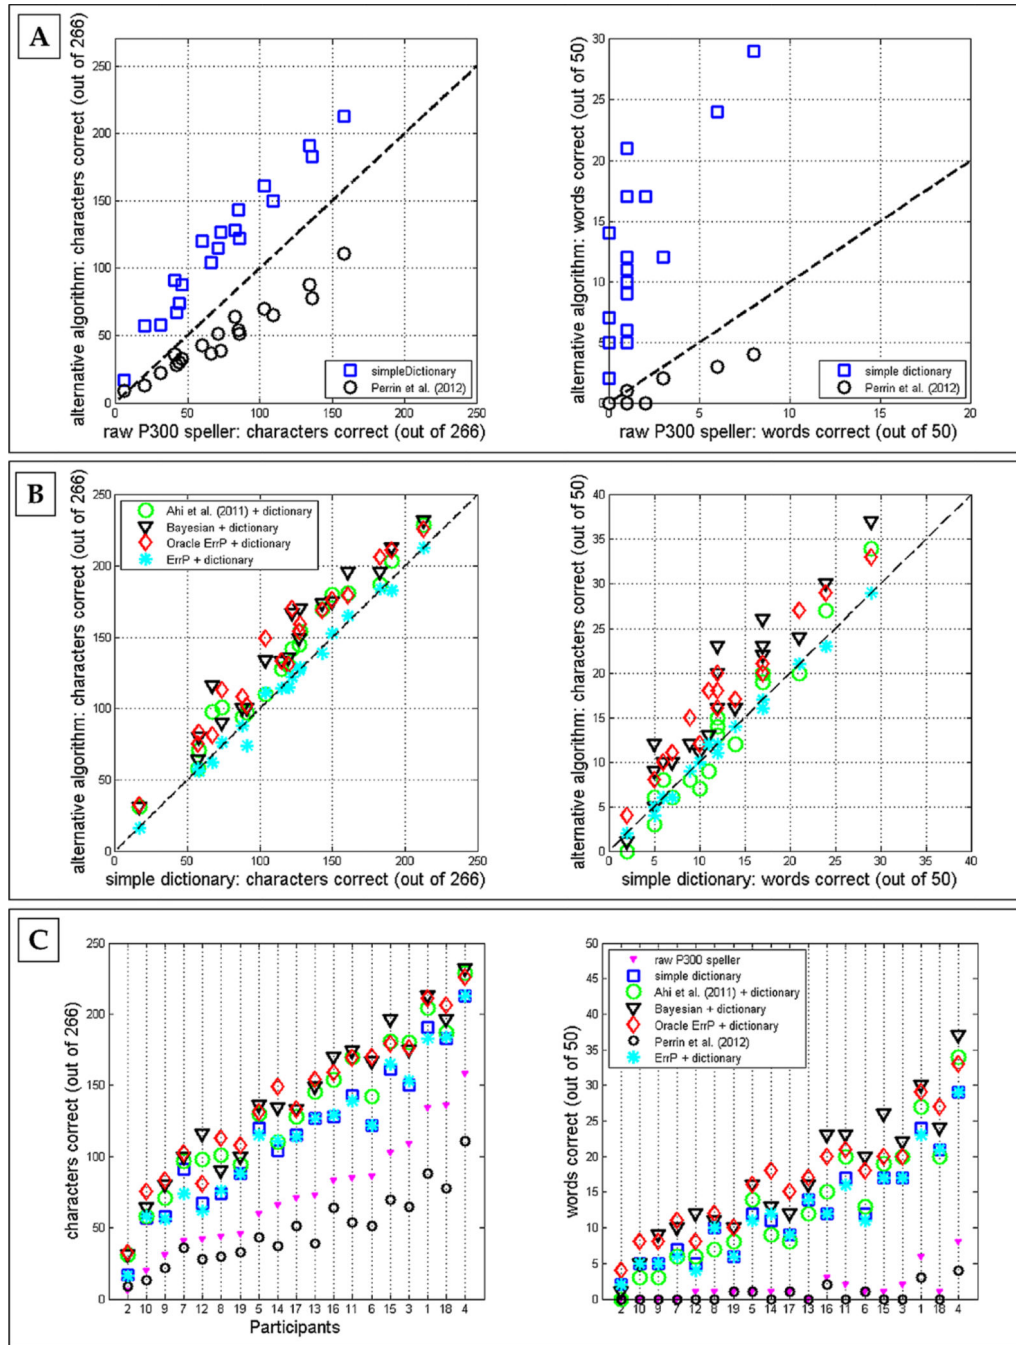 A
alternative algorithm: characters correct (out of 266)
250
200
150
100
50
0
0 50 100 150 200 250
simpleDictionary
Perrin et al. (2012)
raw P300 speller: characters correct (out of 266)
alternative algorithm: words correct (out of 50)
30
25
20
15
10
5
0
0 5 10 15 20
simple dictionary
Perrin et al. (2012)
raw P300 speller: words correct (out of 50)
B
alternative algorithm: characters correct (out of 266)
250
200
150
100
50
0
0 50 100 150 200 250
Ahi et al. (2011) + dictionary
Bayesian + dictionary
Oracle ErrP + dictionary
ErrP + dictionary
simple dictionary: characters correct (out of 266)
alternative algorithm: characters correct (out of 50)
40
35
30
25
20
15
10
5
0
0 5 10 15 20 25 30 35 40
simple dictionary: words correct (out of 50)
C
characters correct (out of 266)
250
200
150
100
50
0
2 10 9 7 12 8 19 5 14 17 13 16 11 6 15 3 1 18 4
Participants
words correct (out of 50)
50
45
40
35
30
25
20
15
10
5
0
raw P300 speller
simple dictionary
Ahi et al. (2011) + dictionary
Bayesian + dictionary
Oracle ErrP + dictionary
Perrin et al. (2012)
ErrP + dictionary
2 10 9 7 12 8 19 5 14 17 13 16 11 6 15 3 1 18 4